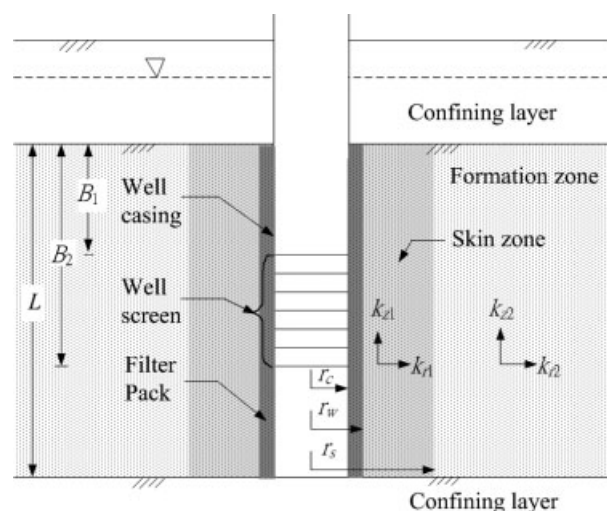 Confining layer
Formation zone
B1
Well
casing
Skin zone
B2
L
Well
screen
kz1
kz2
Filter
Pack
rc
kr1
kr2
rw
rs
Confining layer